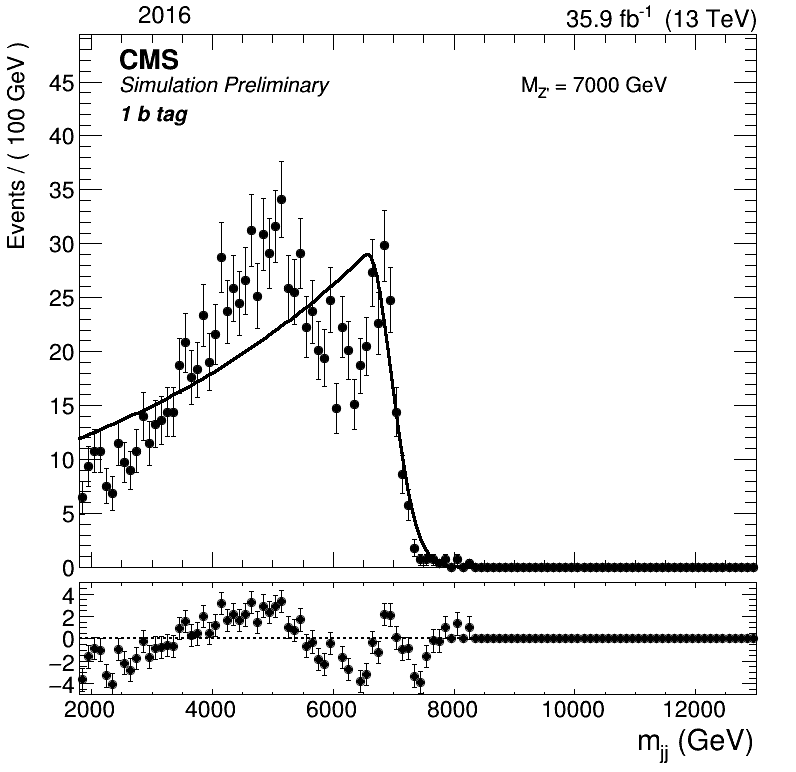 2016 35.9 fb⁻¹ (13 TeV)
CMS
Simulation Preliminary
M_Z' = 7000 GeV
1 b tag
Events / ( 100 GeV )
45
40
35
30
25
20
15
10
5
0
4
2
0
−2
−4
2000 4000 6000 8000 10000 12000
m_jj (GeV)